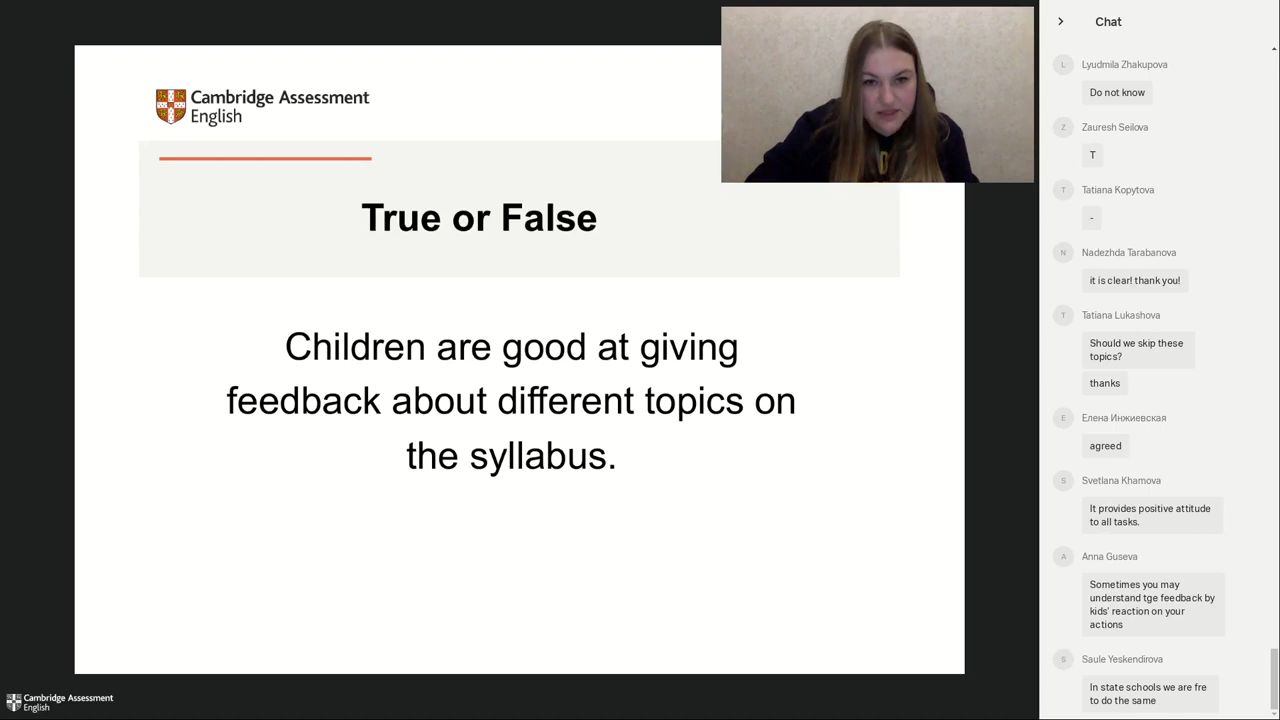 Cambridge Assessment
English
True or False
Children are good at giving
feedback about different topics on
the syllabus.
Cambridge Assessment
English
Chat
L
Lyudmila Zhakupova
Do not know
Z
Zauresh Seilova
T
T
Tatiana Kopytova
-
N
Nadezhda Tarabanova
it is clear! thank you!
T
Tatiana Lukashova
Should we skip these
topics?
thanks
Е
Елена Инжиевская
agreed
S
Svetlana Khamova
It provides positive attitude
to all tasks.
A
Anna Guseva
Sometimes you may
understand tge feedback by
kids' reaction on your
actions
S
Saule Yeskendirova
In state schools we are fre
to do the same